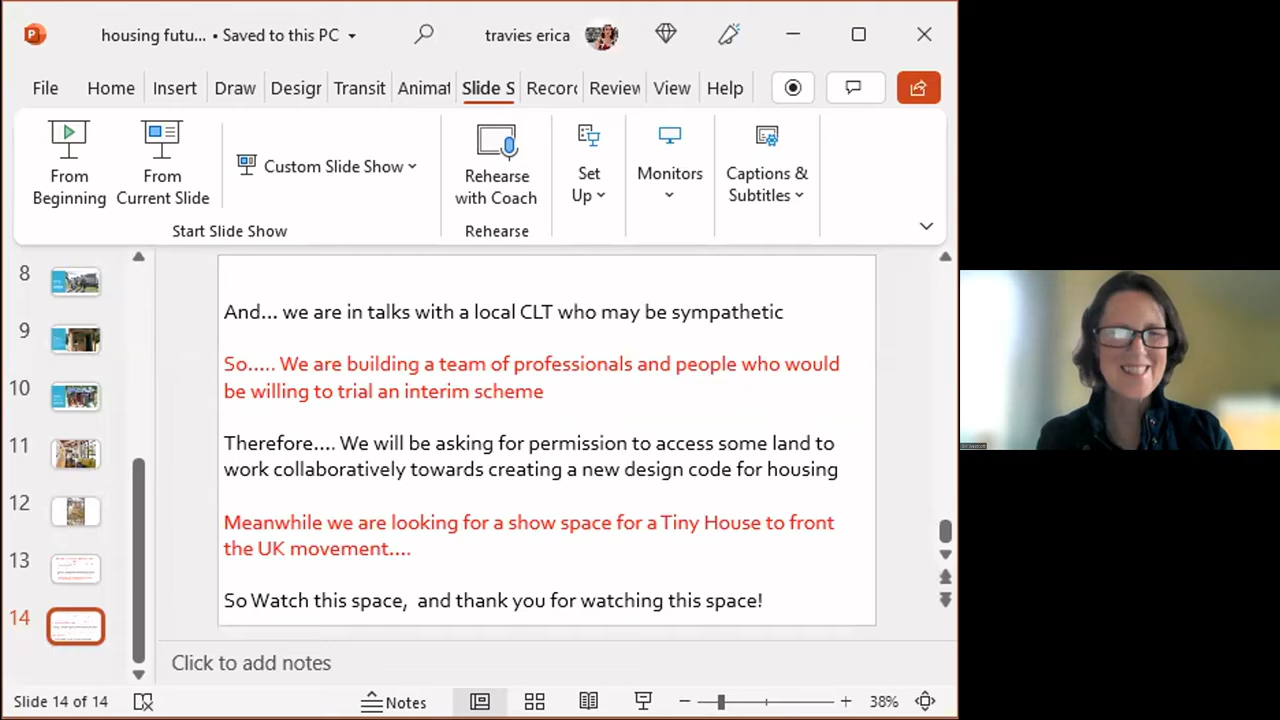 housing futu... • Saved to this PC
travies erica
File Home Insert Draw Desigr Transit Animat Slide S Recorc Review View Help
From Beginning
From Current Slide
Custom Slide Show
Rehearse with Coach
Set Up
Monitors
Captions & Subtitles
Start Slide Show
Rehearse
8
9
10
11
12
13
14
And... we are in talks with a local CLT who may be sympathetic
So..... We are building a team of professionals and people who would
be willing to trial an interim scheme
Therefore.... We will be asking for permission to access some land to
work collaboratively towards creating a new design code for housing
Meanwhile we are looking for a show space for a Tiny House to front
the UK movement....
So Watch this space,  and thank you for watching this space!
Click to add notes
Slide 14 of 14
Notes
38%